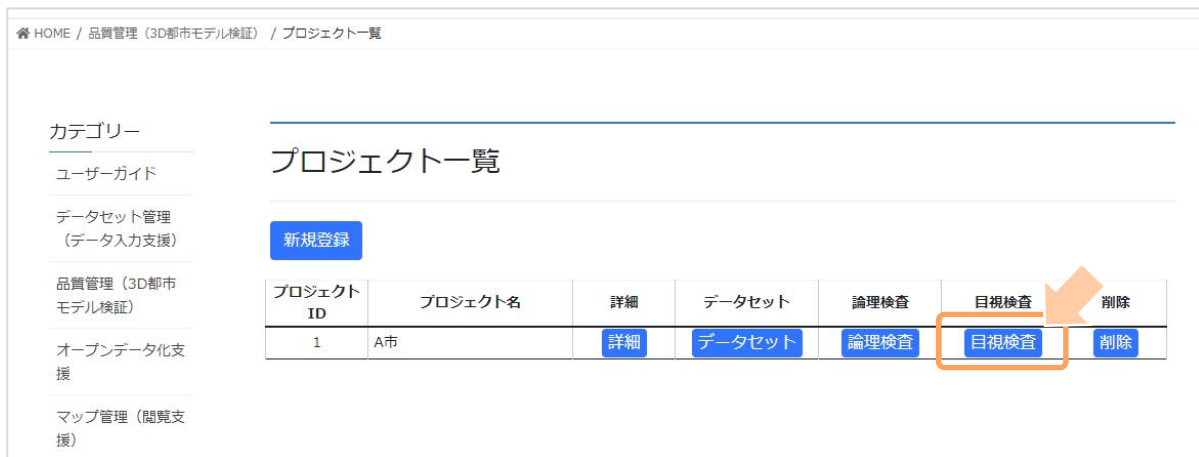 HOME / 品質管理（3D都市モデル検証） / プロジェクト一覧
カテゴリー
ユーザーガイド
データセット管理
（データ入力支援）
品質管理（3D都市
モデル検証）
オープンデータ化支
援
マップ管理（閲覧支
援）
プロジェクト一覧
新規登録
プロジェクト
ID
プロジェクト名 詳細 データセット 論理検査 目視検査 削除
1 A市 詳細 データセット 論理検査 目視検査 削除